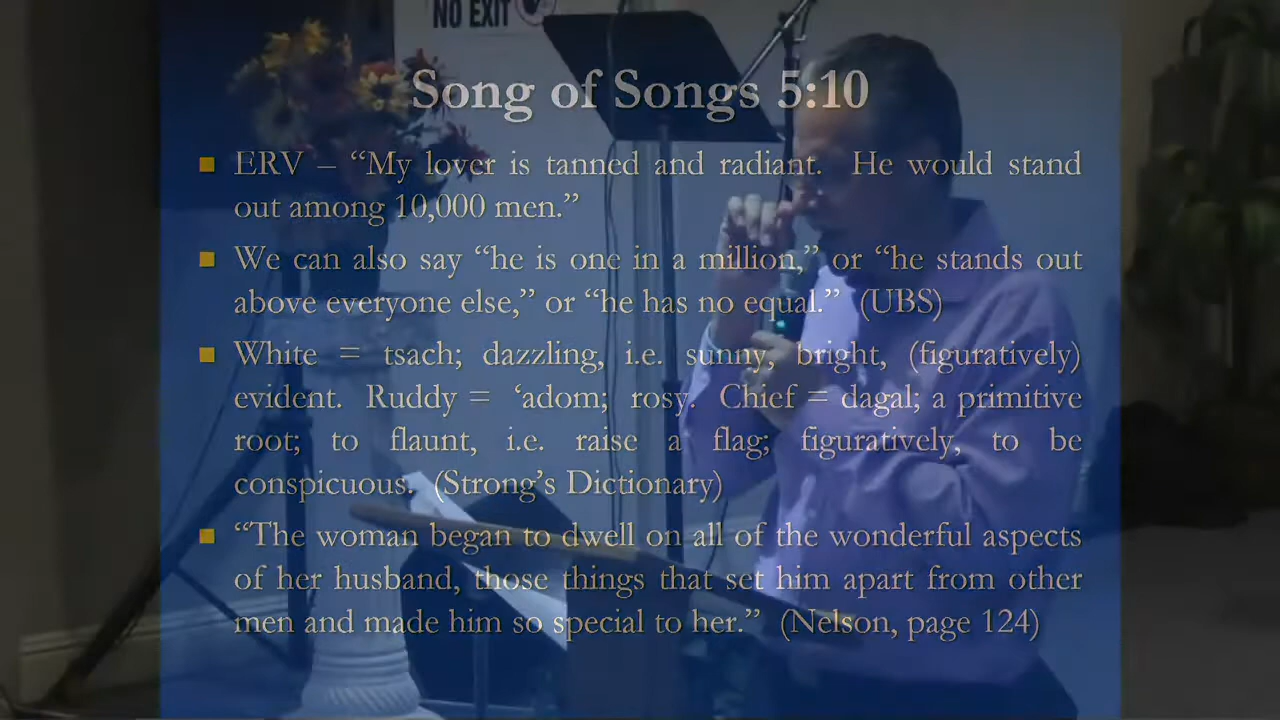 NO EXIT
Song of Songs 5:10
ERV – “My lover is tanned and radiant. He would stand
out among 10,000 men.”
We can also say “he is one in a million,” or “he stands out
above everyone else,” or “he has no equal.” (UBS)
White = tsach; dazzling, i.e. sunny, bright, (figuratively)
evident. Ruddy = ‘adom; rosy. Chief = dagal; a primitive
root; to flaunt, i.e. raise a flag; figuratively, to be
conspicuous. (Strong’s Dictionary)
“The woman began to dwell on all of the wonderful aspects
of her husband, those things that set him apart from other
men and made him so special to her.” (Nelson, page 124)